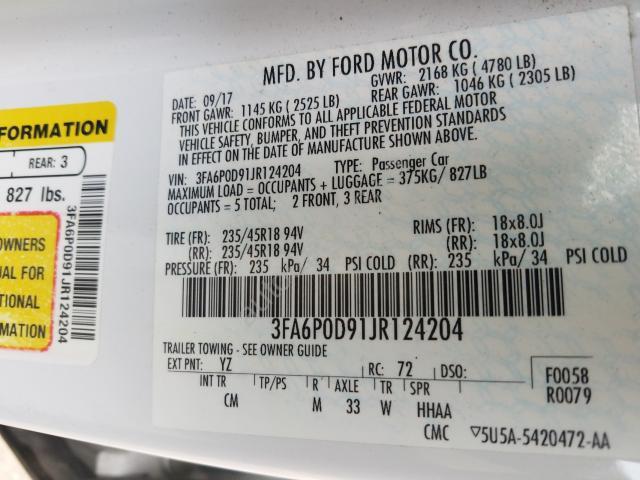 FORMATION
REAR: 3
827 lbs.
OWNERS
UAL FOR
TIONAL
RMATION
3FA6P0D91JR124204
MFD. BY FORD MOTOR CO.
DATE: 09/17 GVWR: 2168 KG ( 4780 LB)
FRONT GAWR: 1145 KG ( 2525 LB) REAR GAWR: 1046 KG ( 2305 LB)
THIS VEHICLE CONFORMS TO ALL APPLICABLE FEDERAL MOTOR
VEHICLE SAFETY, BUMPER, AND THEFT PREVENTION STANDARDS
IN EFFECT ON THE DATE OF MANUFACTURE SHOWN ABOVE.
VIN: 3FA6P0D91JR124204 TYPE: Passenger Car
MAXIMUM LOAD = OCCUPANTS + LUGGAGE = 375KG/ 827LB
OCCUPANTS = 5 TOTAL: 2 FRONT, 3 REAR
TIRE (FR): 235/45R18 94V RIMS (FR): 18x8.0J
(RR): 235/45R18 94V (RR): 18x8.0J
PRESSURE (FR): 235 kPa/ 34 PSI COLD (RR): 235 kPa/ 34 PSI COLD
3FA6P0D91JR124204
TRAILER TOWING - SEE OWNER GUIDE
EXT PNT: YZ RC: 72 DSO: F0058
INT TR TP/PS R AXLE TR SPR R0079
CM M 33 W HHAA
CMC ▽5U5A-5420472-AA